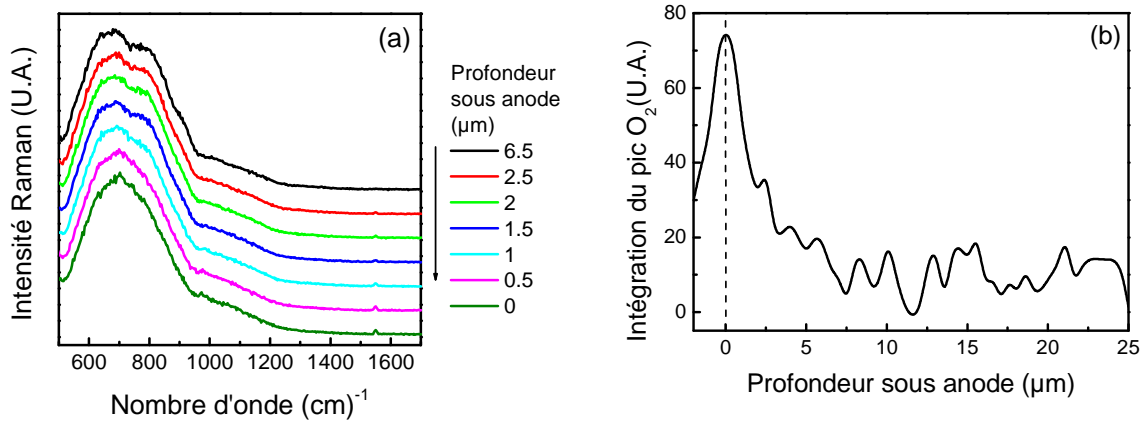 (a)
Intensité Raman (U.A.)
600 800 1000 1200 1400 1600
Nombre d'onde (cm)-1
Profondeur
sous anode
(µm)
6.5
2.5
2
1.5
1
0.5
0
(b)
Intégration du pic O2(U.A.)
80
60
40
20
0
0 5 10 15 20 25
Profondeur sous anode (µm)